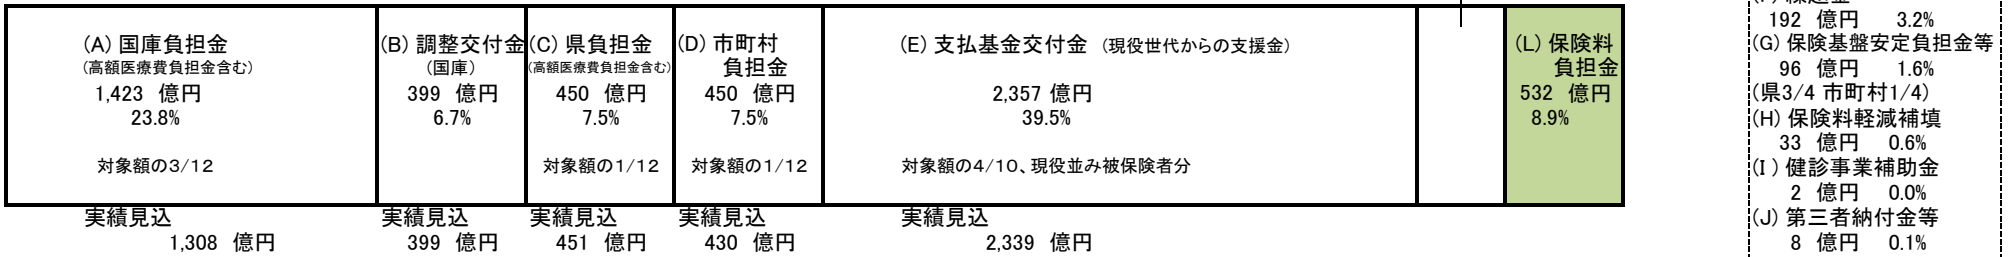 (A) 国庫負担金
(高額医療費負担金含む)
1,423 億円
23.8%
対象額の3/12
実績見込
1,308 億円
(B) 調整交付金
(国庫)
399 億円
6.7%
実績見込
399 億円
(C) 県負担金
(高額医療費負担金含む)
450 億円
7.5%
対象額の1/12
実績見込
451 億円
(D) 市町村
負担金
450 億円
7.5%
対象額の1/12
実績見込
430 億円
(E) 支払基金交付金 (現役世代からの支援金)
2,357 億円
39.5%
対象額の4/10、現役並み被保険者分
実績見込
2,339 億円
(L) 保険料
負担金
532 億円
8.9%
192 億円 3.2%
(G) 保険基盤安定負担金等
96 億円 1.6%
(県3/4 市町村1/4)
(H) 保険料軽減補填
33 億円 0.6%
(I) 健診事業補助金
2 億円 0.0%
(J) 第三者納付金等
8 億円 0.1%